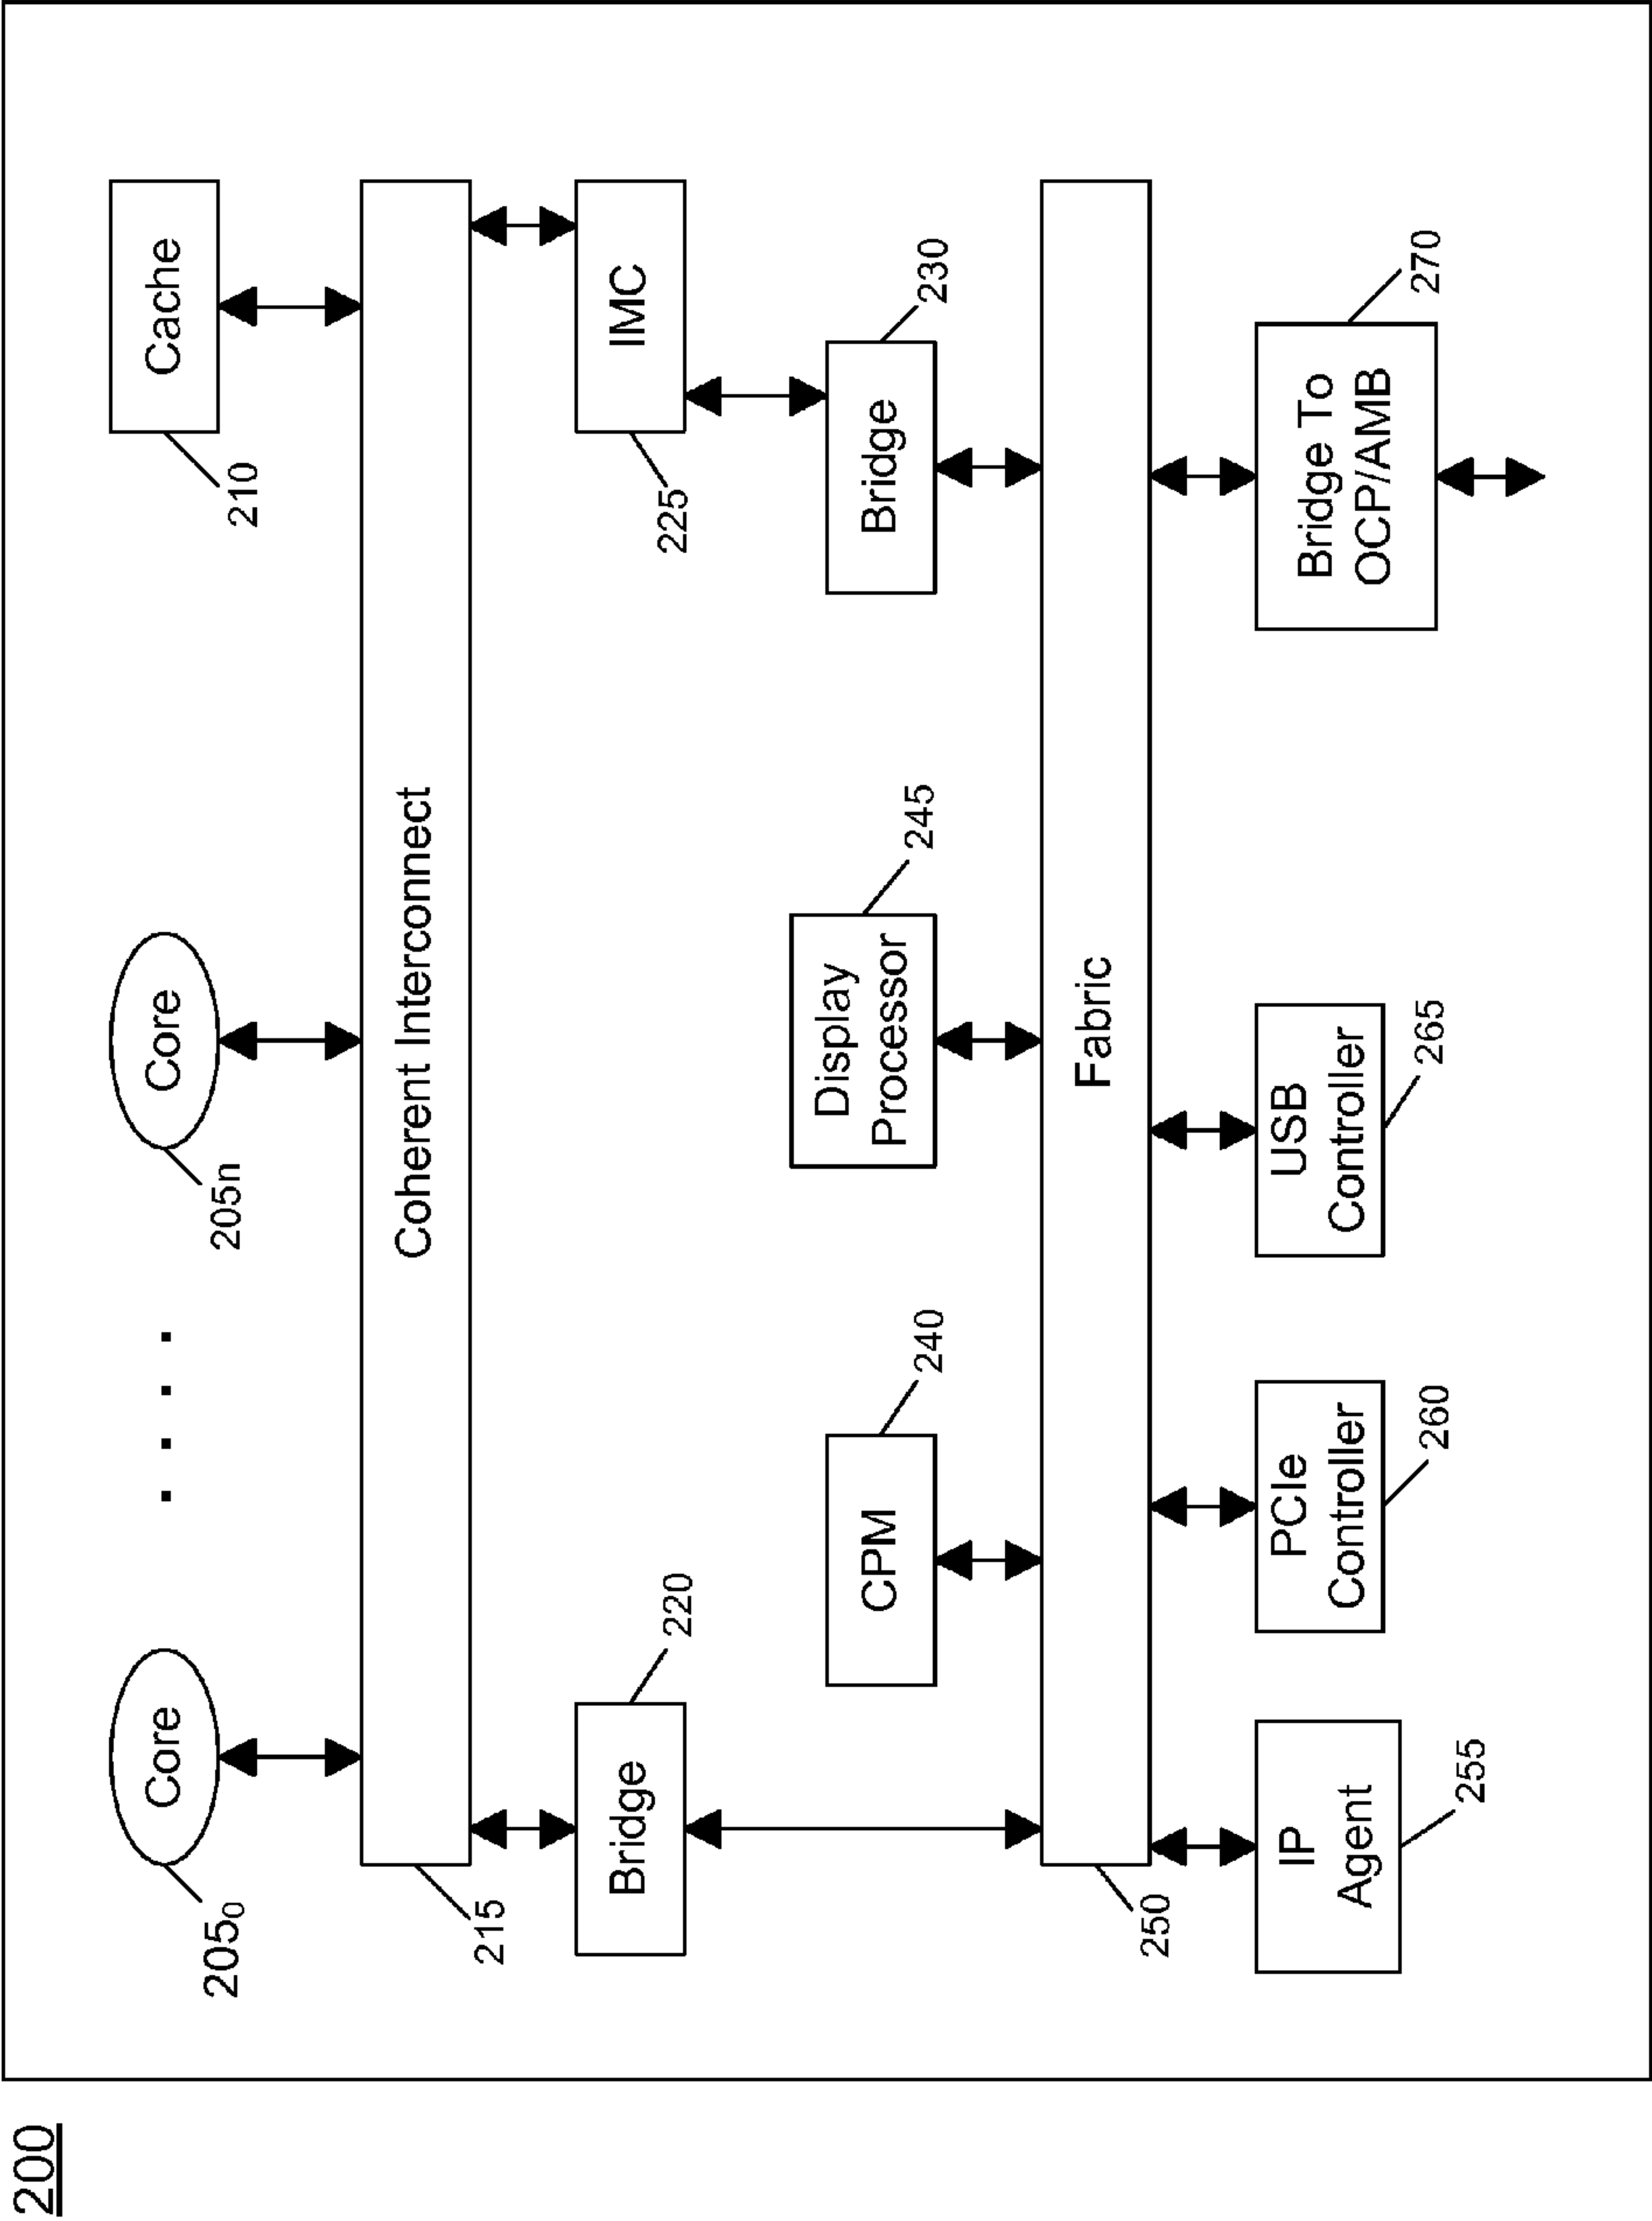 200
Core
Core
Cache
205₀
205n
210
Coherent Interconnect
215
Bridge
220
IMC
225
CPM
240
Display
Processor
245
Bridge
230
Fabric
250
IP
Agent
255
PCIe
Controller
260
USB
Controller
265
Bridge To
OCP/AMB
270